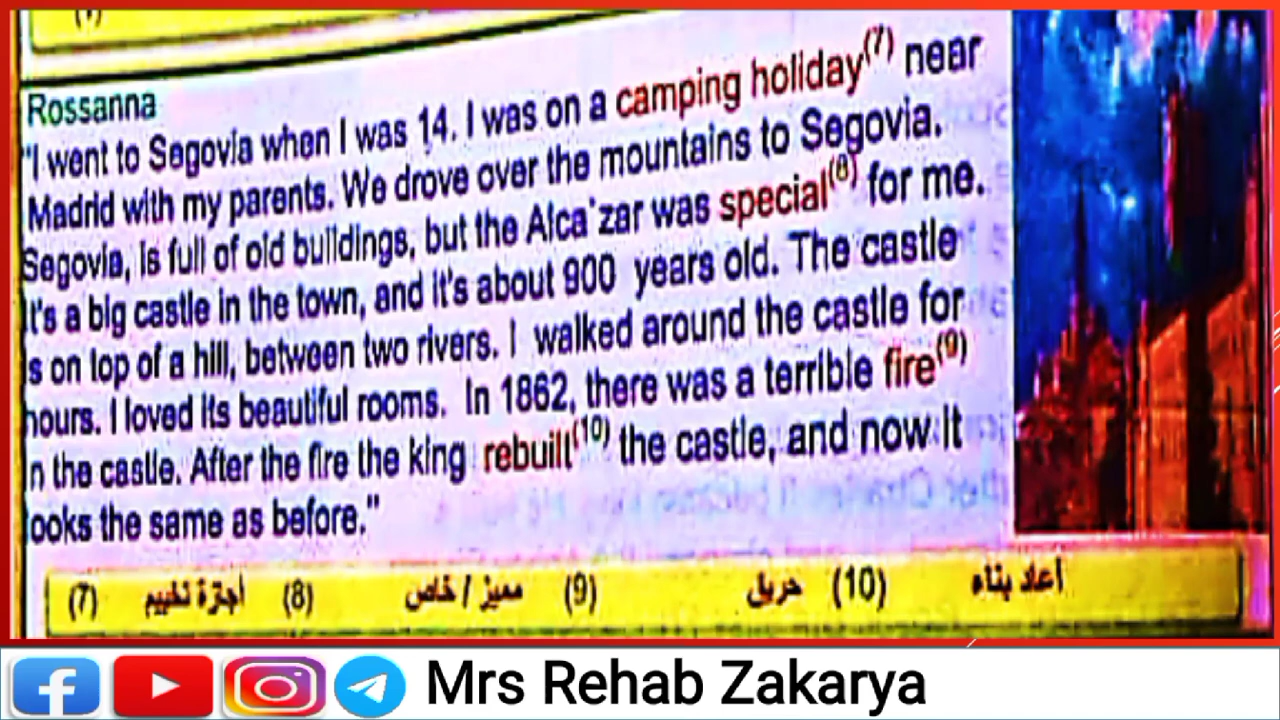 Rossanna
"I went to Segovia when I was 14. I was on a camping holiday(7) near
Madrid with my parents. We drove over the mountains to Segovia.
Segovia, is full of old buildings, but the Alca'zar was special(8) for me.
It's a big castle in the town, and it's about 900 years old. The castle
s on top of a hill, between two rivers. I walked around the castle for
hours. I loved its beautiful rooms. In 1862, there was a terrible fire(9)
n the castle. After the fire the king rebuilt(10) the castle, and now it
ooks the same as before."
(7) أجازة تخييم (8) مميز / خاص (9) حريق (10) أعاد بناء
Mrs Rehab Zakarya